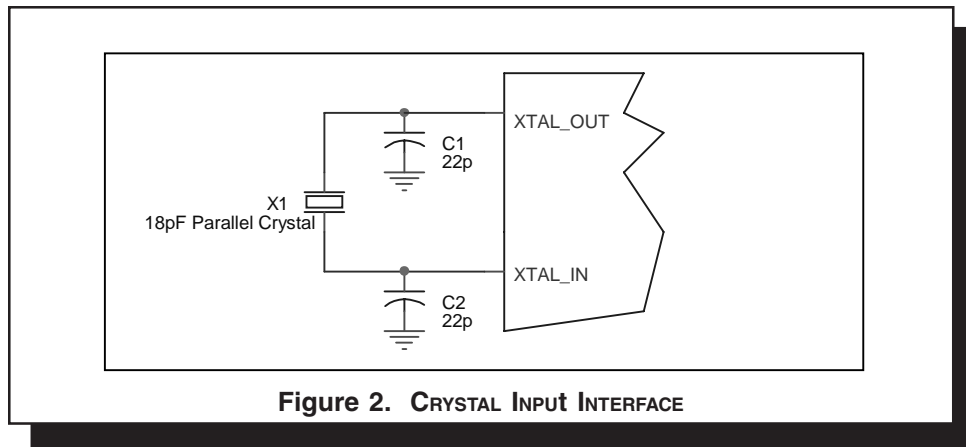 XTAL_OUT
C1
22p
X1
18pF Parallel Crystal
XTAL_IN
C2
22p
Figure 2. CRYSTAL INPUt INTERFACE